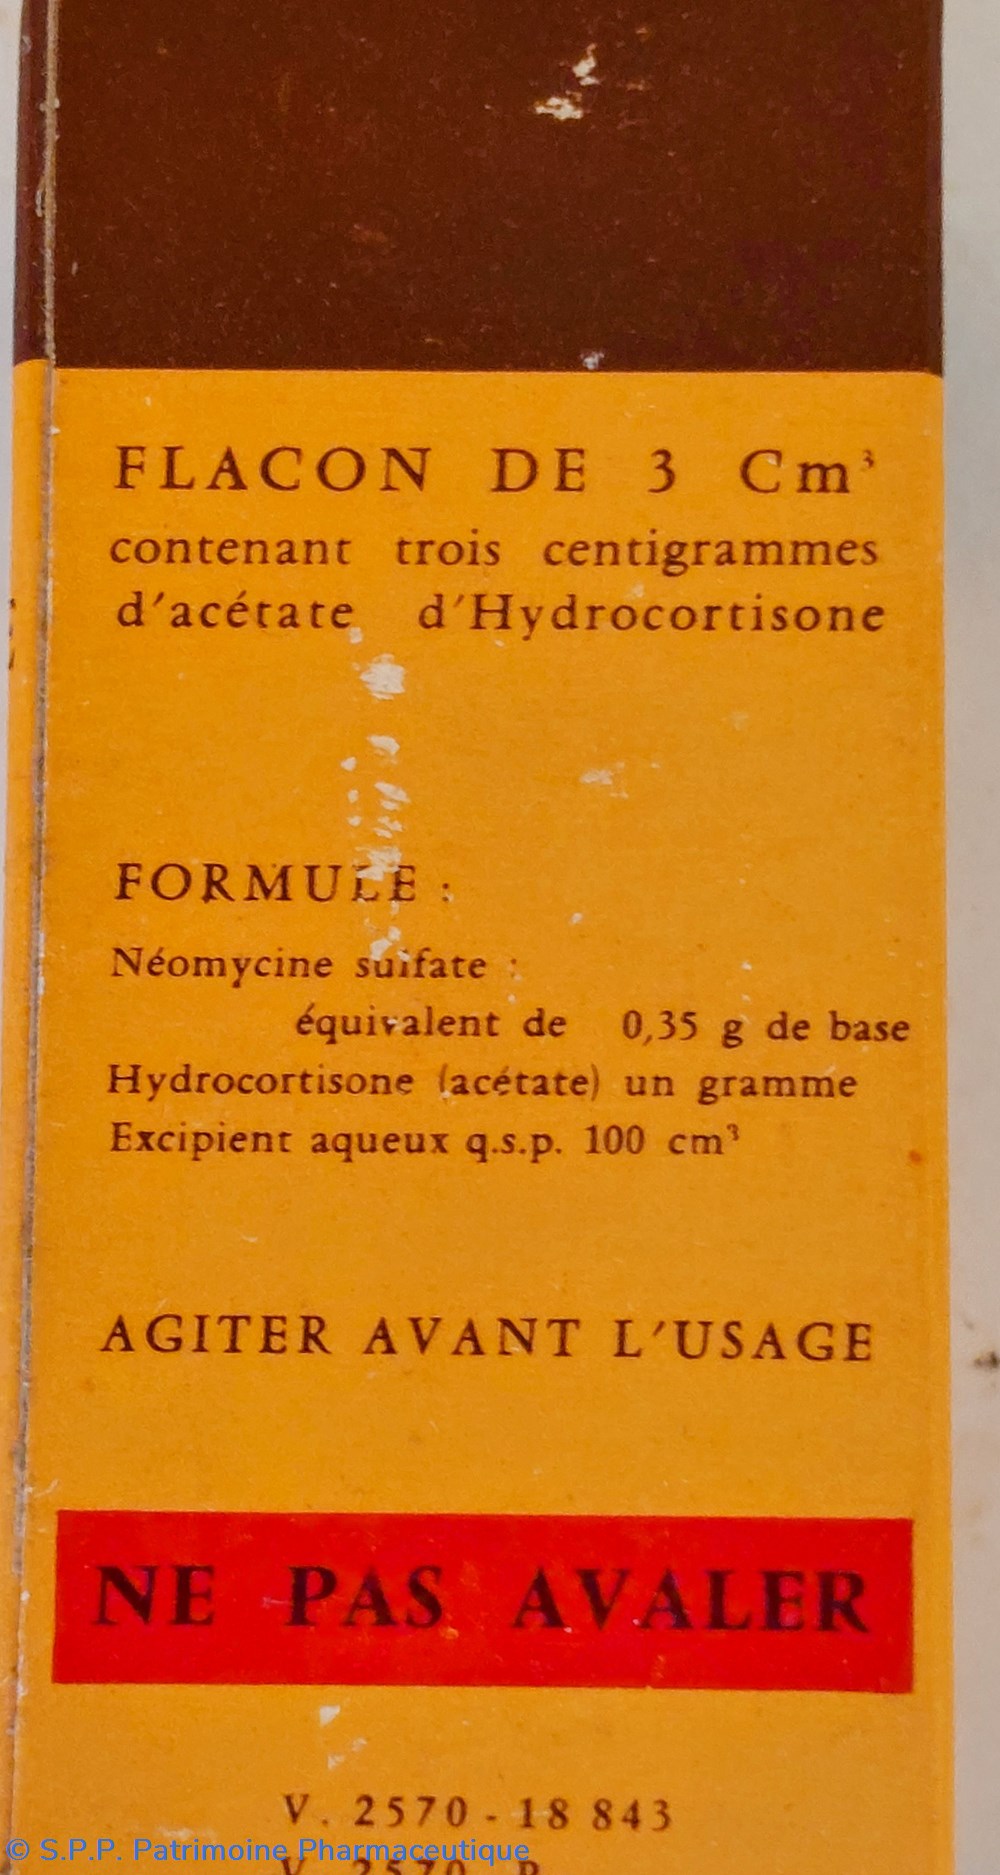 FLACON DE 3 Cm³
contenant trois centigrammes
d'acétate d'Hydrocortisone
FORMULE :
Néomycine sulfate :
équivalent de 0,35 g de base
Hydrocortisone (acétate) un gramme
Excipient aqueux q.s.p. 100 cm³
AGITER AVANT L'USAGE
NE PAS AVALER
V. 2570 - 18 843
© S.P.P. Patrimoine Pharmaceutique
V. 2570 P